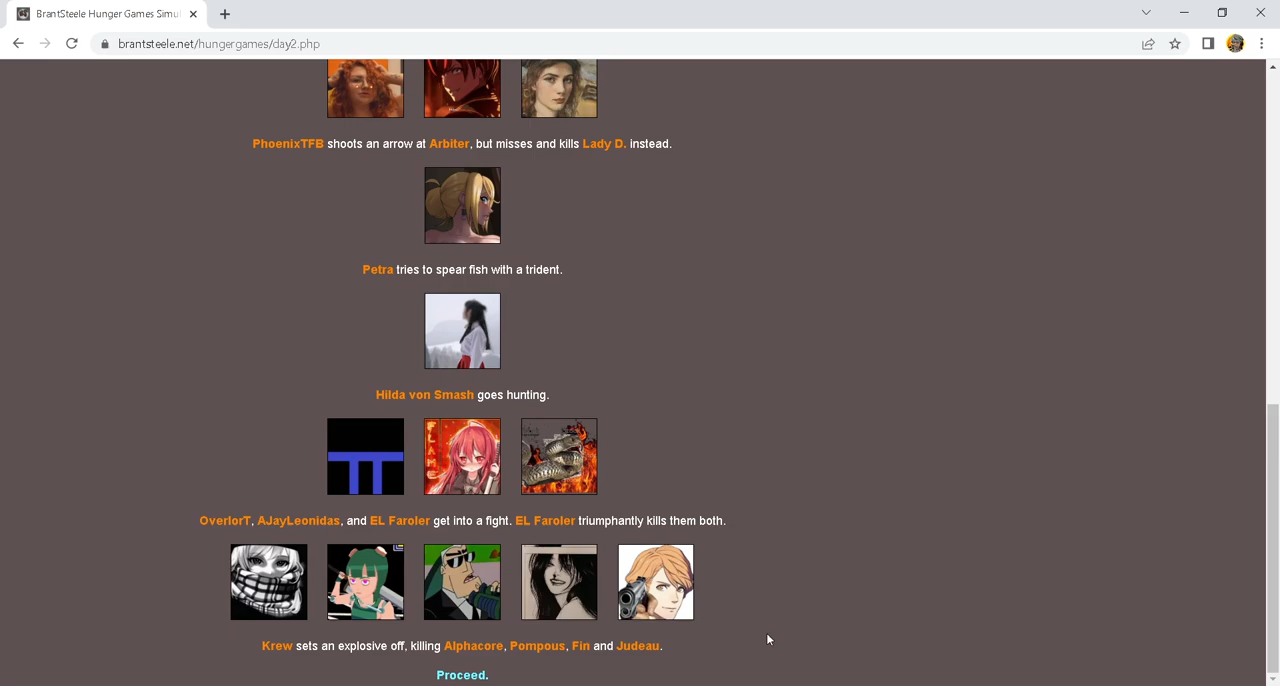 BrantSteele Hunger Games Simu
brantsteele.net/hungergames/day2.php
PhoenixTFB shoots an arrow at Arbiter, but misses and kills Lady D. instead.
Petra tries to spear fish with a trident.
Hilda von Smash goes hunting.
FLAME
OverlorT, AJayLeonidas, and EL Faroler get into a fight. EL Faroler triumphantly kills them both.
Krew sets an explosive off, killing Alphacore, Pompous, Fin and Judeau.
Proceed.